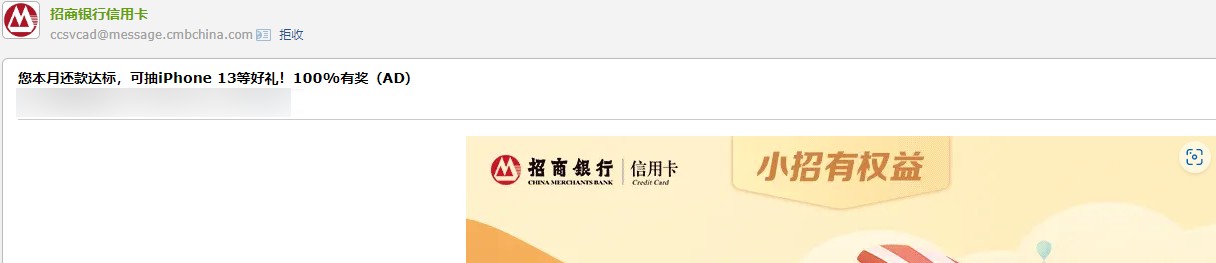 招商银行信用卡
ccsvcad@message.cmbchina.com 拒收
您本月还款达标，可抽iPhone 13等好礼！100%有奖（AD）
招商银行 信用卡
CHINA MERCHANTS BANK Credit Card
小招有权益